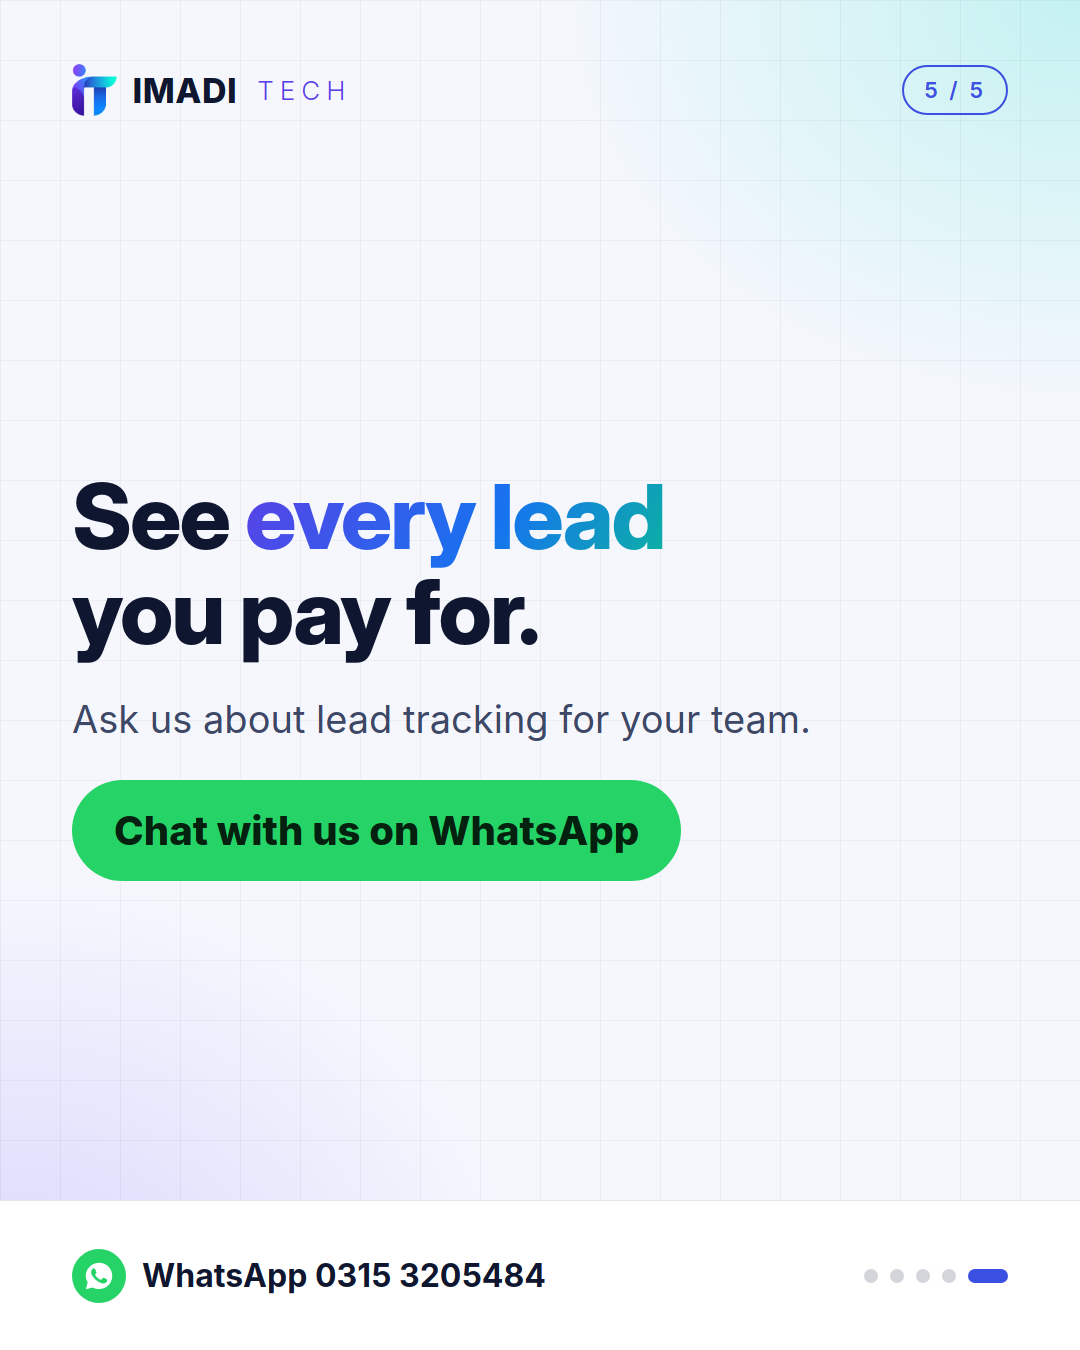 IMADI TECH
5 / 5
See every lead
you pay for.
Ask us about lead tracking for your team.
Chat with us on WhatsApp
WhatsApp 0315 3205484